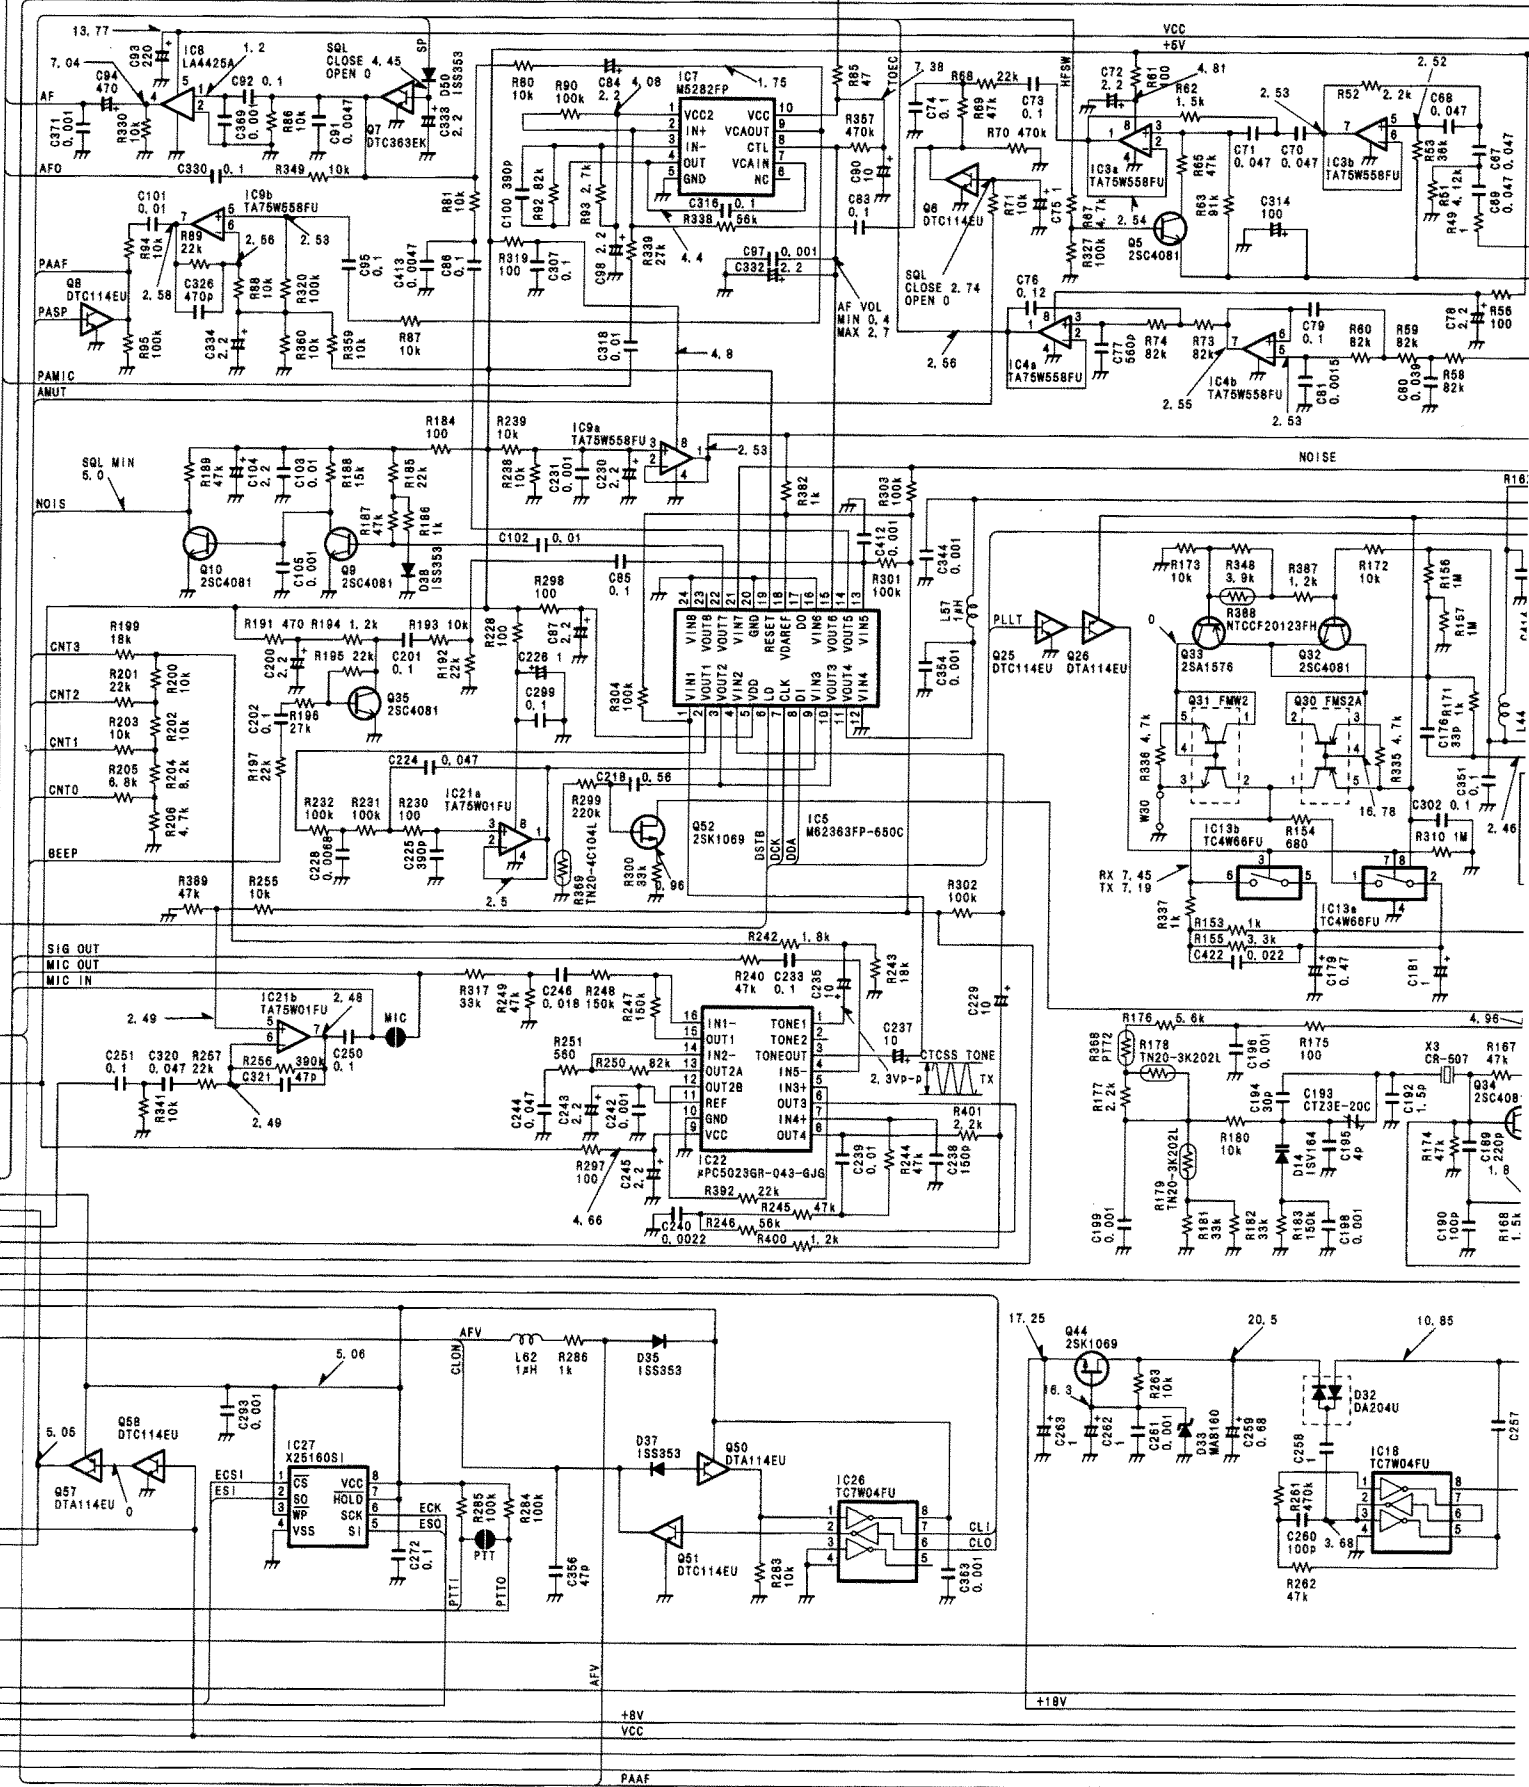 13.77
C93 220
IC8 LA4425A
1.2
SQL CLOSE 4.45 OPEN 0
SP
D50 ISS353
7.04
C94 470
C92 0.1
AF
C371 0.001
R330 10k
C369 0.001
R86 10k
C91 0.0047
Q7 DTC363EK
C333 2.2
AFO
C330 0.1
R349 10k
R80 10k
R90 100k
C84 2.2
4.08
IC7 M5282FP
1.75
VCC2
IN+
IN-
OUT
GND
VCC
VCAOUT
CTL
VCAIN
NC
R85 47
TOEC
7.38
R357 470k
C90 10
C74 0.1
R68 22k
R69 47k
C73 0.1
R70 470k
HFSW
C72 2.2
R61 100
4.81
R62 1.5k
VCC
+5V
2.53
2.52
R52 2.2k
C68 0.047
C71 0.047
C70 0.047
IC3a TA75W558FU
IC3b TA75W558FU
R53 39k
C67 0.047
R51 4.12k
R49 1k
C69 0.047
R65 47k
R63 91k
C314 100
R67 4.7k
2.54
Q5 2SC4081
R327 100k
Q6 DTC114EU
R71 10k
C75 1
C83 0.1
C316 0.1
R338 56k
C100 390p
R92 82k
R93 2.7k
R81 10k
R319 100
C307 0.1
C98 2.2
R339 27k
4.4
C97 0.001
C332 2.2
SQL CLOSE 2.74 OPEN 0
AF VOL MIN 0.4 MAX 2.7
C101 0.01
IC9b TA75W558FU
R94 10k
R89 22k
2.56
2.53
PAAF
Q8 DTC114EU
2.58
C326 470p
R88 10k
R320 100k
C95 0.1
C413 0.0047
C86 0.1
PASP
R95 100k
C334 2.2
R360 10k
R359 10k
R87 10k
C318 0.01
4.8
PAMIC
AMUT
2.56
C76 0.12
IC4a TA75W558FU
C77 560p
R74 82k
R73 82k
2.55
IC4b TA75W558FU
C79 0.1
2.53
C81 0.0015
R60 82k
R59 82k
C80 0.039
R58 82k
C78 2.2
R56 100
SQL MIN 5.0
NOIS
R189 47k
C104 2.2
C103 0.01
R188 15k
R185 22k
R184 100
R239 10k
IC9a TA75W558FU
R238 10k
C231 0.001
C230 2.2
2.53
NOISE
R187 47k
R186 1k
D38 ISS353
Q10 2SC4081
C105 0.001
Q9 2SC4081
C102 0.01
C85 0.1
R382 1k
R303 100k
C412 0.001
R301 100k
C344 0.001
L57 1μH
C354 0.001
PLLT
Q25 DTC114EU
Q26 DTA114EU
R173 10k
R348 3.9k
R387 1.2k
R388 NTCCF20123FH
R172 10k
R156 1M
R157 1M
0
Q33 2SA1576
Q32 2SC4081
Q31 FMW2
Q30 FMS2A
R336 4.7k
R335 4.7k
C176 33p
R171 1k
L44
C351 0.1
W30
16.78
C302 0.1
R310 1M
2.46
IC13b TC4W66FU
R154 680
RX 7.45
TX 7.19
IC13a TC4W66FU
R337 1k
R153 1k
R155 3.3k
C422 0.022
C179 0.47
C181 1
CNT3
R199 18k
R200 10k
R201 22k
CNT2
R202 10k
R203 10k
CNT1
R204 8.2k
R205 6.8k
CNT0
R206 4.7k
BEEP
R191 470
R194 1.2k
R193 10k
C200 2.2
R195 22k
C201 0.1
R192 22k
Q35 2SC4081
C202 0.1
R196 27k
R197 22k
R228 100
R298 100
C87 2.2
C226 1
C299 0.1
R304 100k
VIN8 VOUT8 VOUT7 VIN7 GND RESET VDAREF DO VIN6 VOUT6 VOUT5 VIN5
VIN1 VOUT1 VOUT2 VIN2 VDD LD CLK DI VIN3 VOUT3 VOUT4 VIN4
IC5 M62363FP-650C
DSTB
DCK
DDA
C224 0.047
R232 100k
R231 100k
R230 100
C228 0.0068
C225 390p
IC21a TA75W01FU
2.5
R299 220k
C218 0.56
R369 TN20-4C104L
Q52 2SK1069
R300 33k
0.96
R302 100k
R389 47k
R255 10k
SIG OUT
MIC OUT
MIC IN
IC21b TA75W01FU
2.48
2.49
MIC
C250 0.1
C251 0.1
C320 0.047
R257 22k
R256 390k
C321 47p
R341 10k
2.49
R317 33k
R249 47k
C246 0.018
R248 150k
R247 150k
R242 1.8k
R240 47k
C233 0.1
C235 10
R243 18k
C229 10
IN1-
OUT1
IN2-
OUT2A
OUT2B
REF
GND
VCC
TONE1
TONE2
TONEOUT
IN5-
IN3+
OUT3
IN4+
OUT4
C237 10
2.3Vp-p
CTCSS TONE
TX
R251 560
R250 82k
C244 0.047
C243 2.2
C242 0.001
R297 100
C245 2.2
4.66
IC22 μPC5023GR-043-GJG
R401 2.2k
C239 0.01
R244 47k
C238 150p
R392 22k
R245 47k
C240 0.0022
R246 56k
R400 1.2k
R176 5.6k
R368 PTT2
R178 TN20-3K202L
R177 2.2k
C196 0.001
R175 100
4.96
X3 CR-507
R167 47k
Q34 2SC408
C194 30p
C193 CTZ3E-20C
C192 1.5p
R180 10k
D14 ISV164
C195 4p
R174 47k
C189 220p
1.8
R179 TN20-3K202L
C199 0.001
R181 33k
R182 33k
R183 150k
C198 0.001
C190 100p
R168 1.5k
AFV
CLON
L62 1μH
R286 1k
D35 ISS353
5.06
C293 0.001
5.05
Q58 DTC114EU
Q57 DTA114EU
0
IC27 X25160SI
ECSI
ESI
CS
SO
WP
VSS
VCC
HOLD
SCK
SI
ECK
ESO
C272 0.1
R285 100k
R284 100k
PTT
PTTI
PTTO
D37 ISS353
Q50 DTA114EU
C356 47p
Q51 DTC114EU
R283 10k
IC26 TC7W04FU
CLI
CLO
C363 0.001
17.25
Q44 2SK1069
20.5
10.85
16.3
R263 10k
C263 1
C262 1
C261 0.001
D33 MA8160
C259 0.68
D32 DA204U
C258 1
C257
IC18 TC7W04FU
R261 470k
C260 100p
3.68
R262 47k
AFV
+18V
+8V
VCC
PAAF